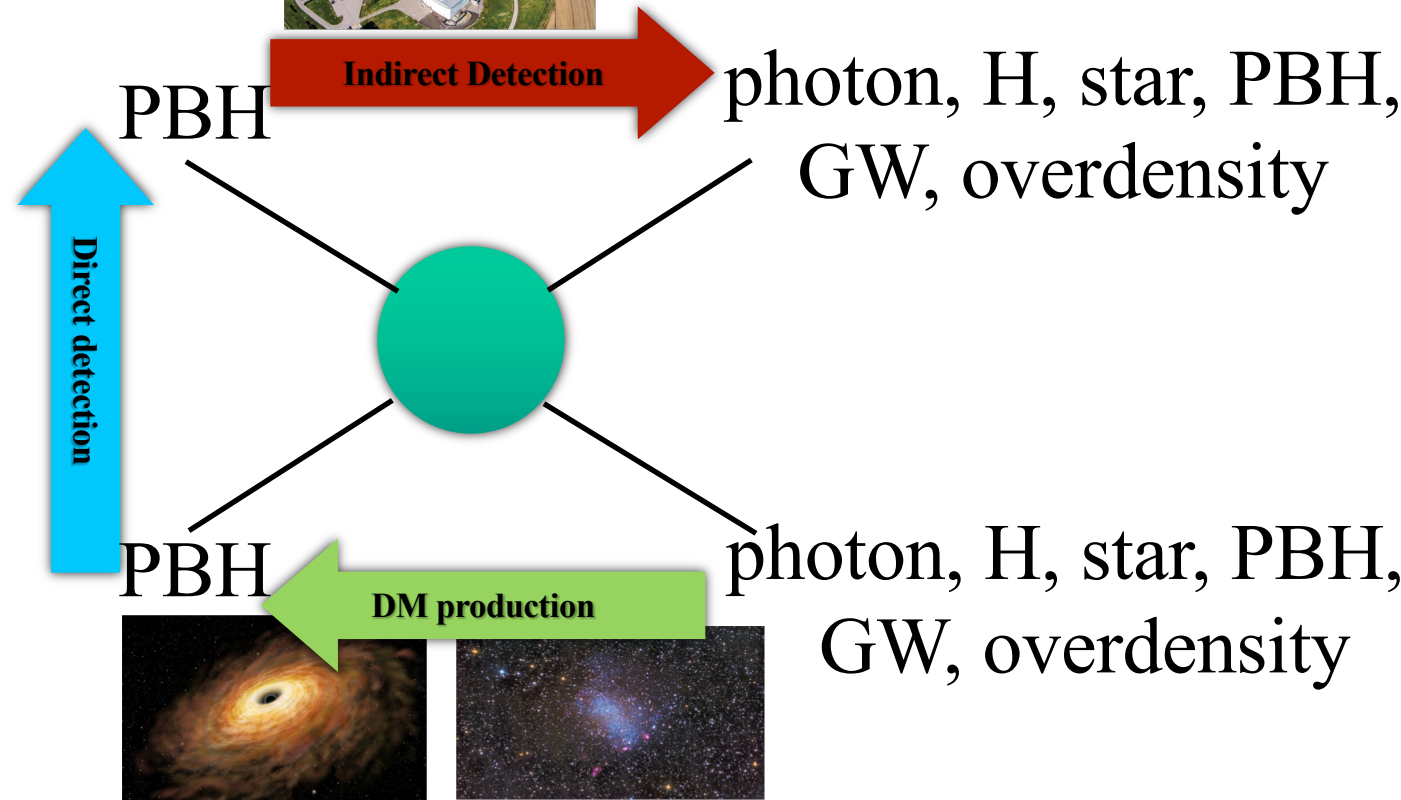 Indirect Detection
PBH
photon, H, star, PBH,
GW, overdensity
Direct detection
PBH
DM production
photon, H, star, PBH,
GW, overdensity